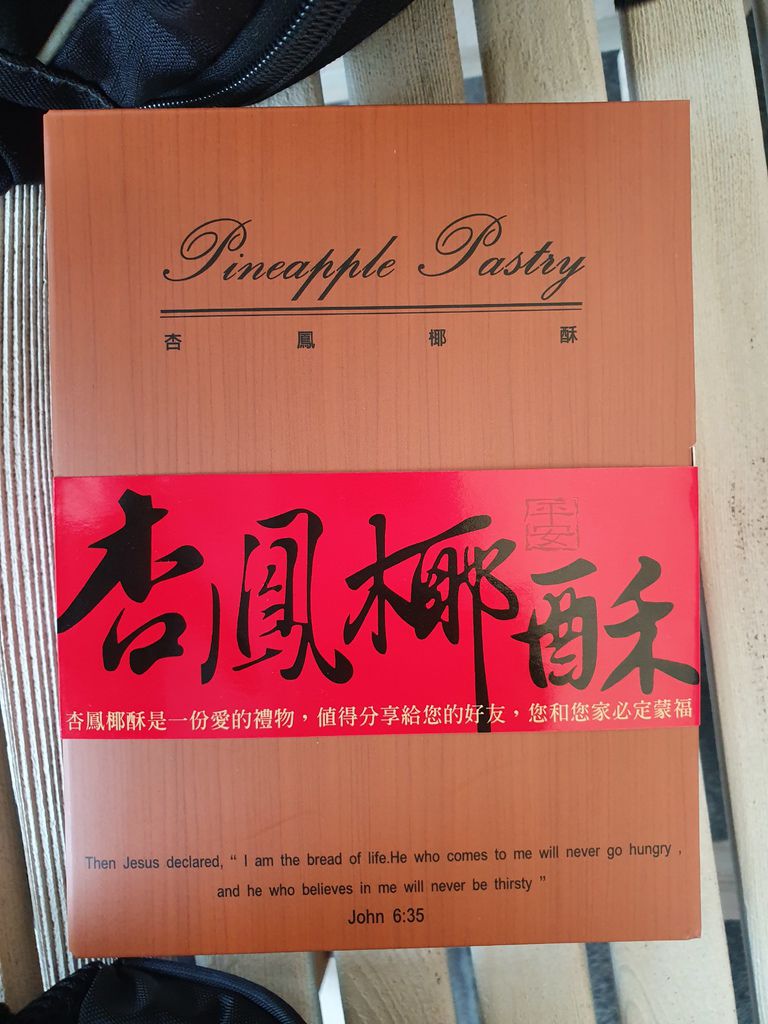 Pineapple Pastry
杏鳳椰酥
平安
杏鳳椰酥
杏鳳椰酥是一份愛的禮物，值得分享給您的好友，您和您家必定蒙福
Then Jesus declared, “ I am the bread of life.He who comes to me will never go hungry ,
and he who believes in me will never be thirsty ”
John 6:35